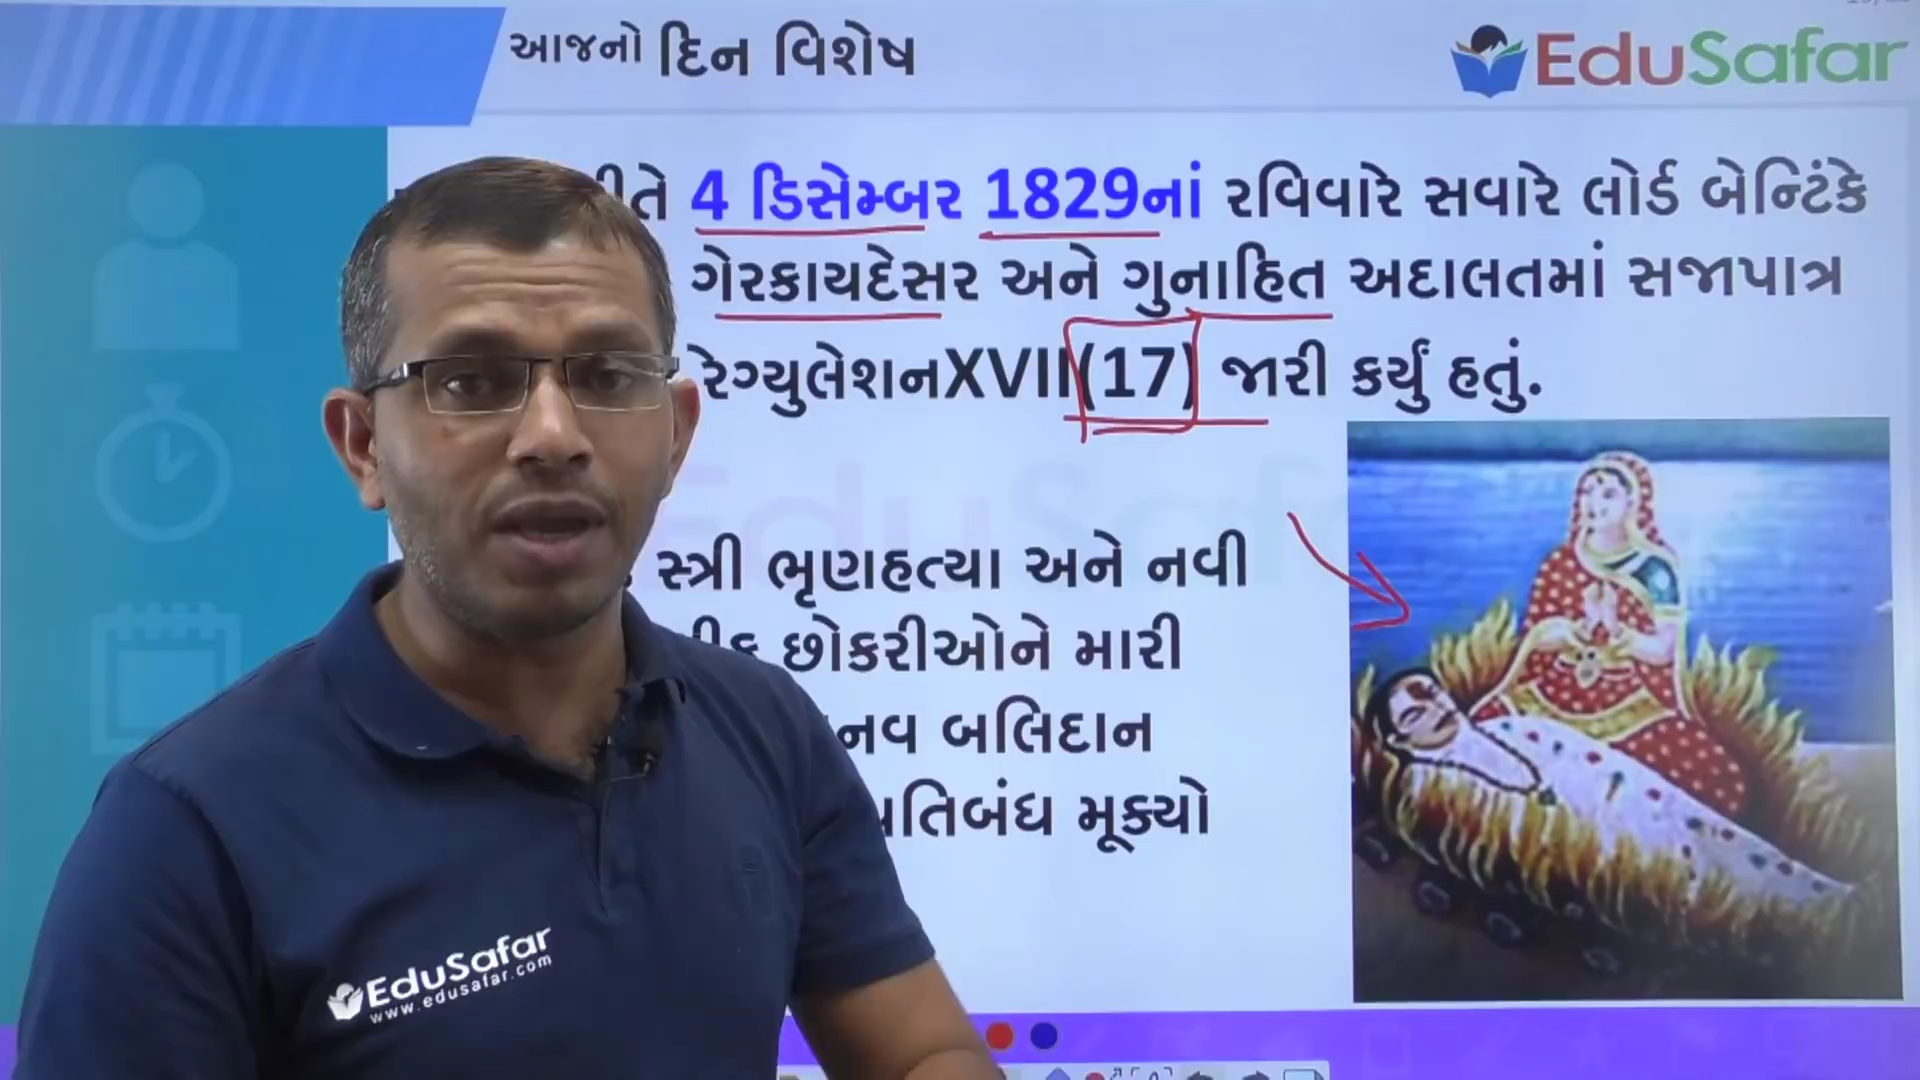 આજનો દિન વિશેષ
EduSafar
4 ડિસેમ્બર 1829નાં રવિવારે સવારે લોર્ડ બેન્ટિંકે
ગેરકાયદેસર અને ગુનાહિત અદાલતમાં સજાપાત્ર
રેગ્યુલેશનXVII(17) જારી કર્યું હતું.
સ્ત્રી ભૃણહત્યા અને નવી
છોકરીઓને મારી
બલિદાન
પ્રતિબંધ મૂક્યો
EduSafar
www.edusafar.com